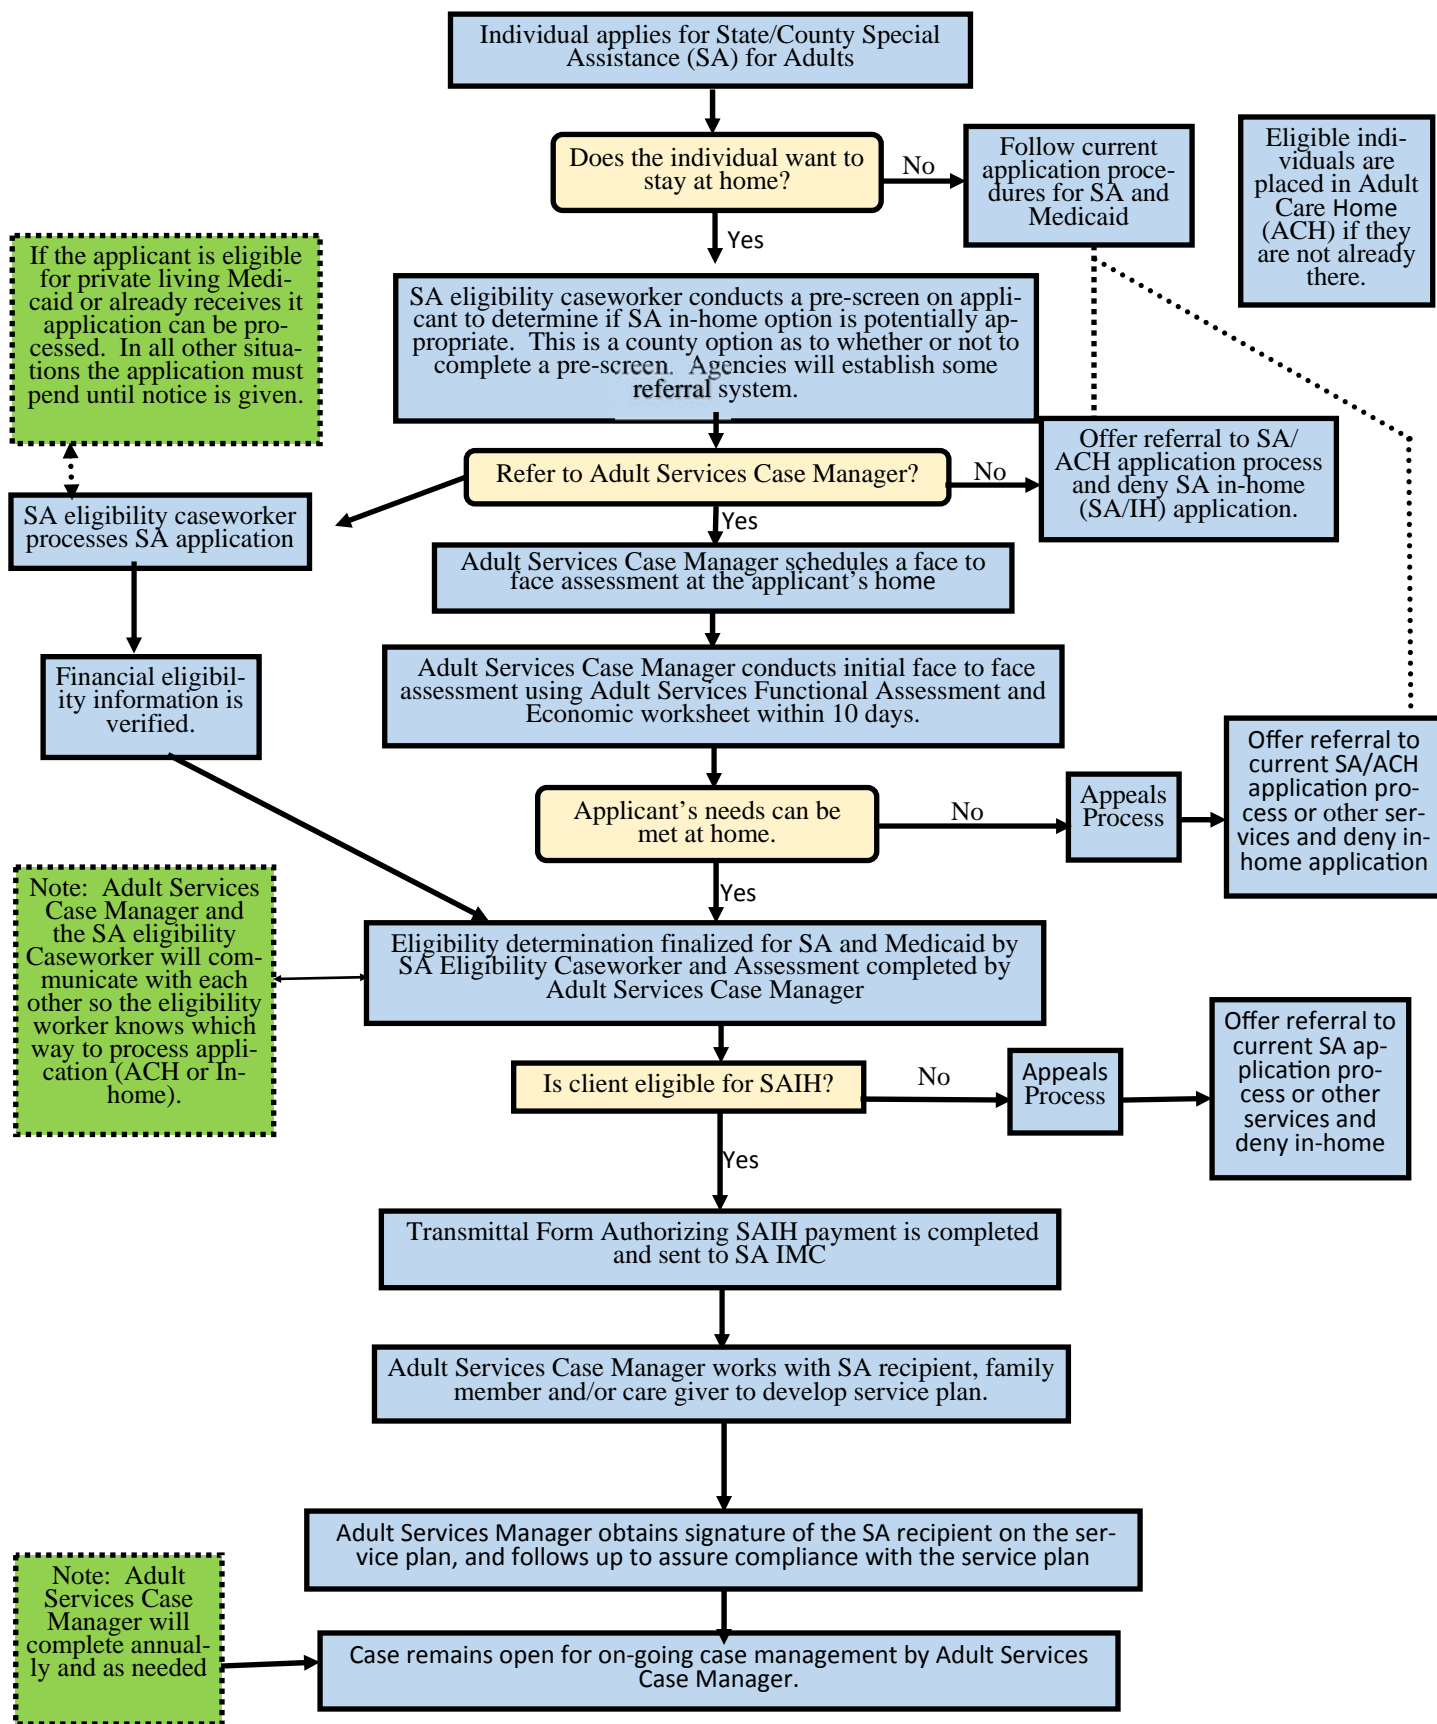 Individual applies for State/County Special
Assistance (SA) for Adults
Does the individual want to
stay at home?
No
Follow current
application proce-
dures for SA and
Medicaid
Eligible indi-
viduals are
placed in Adult
Care Home
(ACH) if they
are not already
there.
Yes
If the applicant is eligible
for private living Medi-
caid or already receives it
application can be pro-
cessed.  In all other situa-
tions the application must
pend until notice is given.
SA eligibility caseworker conducts a pre-screen on appli-
cant to determine if SA in-home option is potentially ap-
propriate.  This is a county option as to whether or not to
complete a pre-screen.  Agencies will establish some
referral system.
Refer to Adult Services Case Manager?
No
Offer referral to SA/
ACH application process
and deny SA in-home
(SA/IH) application.
SA eligibility caseworker
processes SA application
Yes
Adult Services Case Manager schedules a face to
face assessment at the applicant’s home
Financial eligibil-
ity information is
verified.
Adult Services Case Manager conducts initial face to face
assessment using Adult Services Functional Assessment and
Economic worksheet within 10 days.
Applicant’s needs can be
met at home.
No
Appeals
Process
Offer referral to
current SA/ACH
application pro-
cess or other ser-
vices and deny in-
home application
Yes
Note:  Adult Services
Case Manager and
the SA eligibility
Caseworker will com-
municate with each
other so the eligibility
worker knows which
way to process appli-
cation (ACH or In-
home).
Eligibility determination finalized for SA and Medicaid by
SA Eligibility Caseworker and Assessment completed by
Adult Services Case Manager
Is client eligible for SAIH?
No
Appeals
Process
Offer referral to
current SA ap-
plication pro-
cess or other
services and
deny in-home
Yes
Transmittal Form Authorizing SAIH payment is completed
and sent to SA IMC
Adult Services Case Manager works with SA recipient, family
member and/or care giver to develop service plan.
Adult Services Manager obtains signature of the SA recipient on the ser-
vice plan, and follows up to assure compliance with the service plan
Note:  Adult
Services Case
Manager will
complete annual-
ly and as needed
Case remains open for on-going case management by Adult Services
Case Manager.